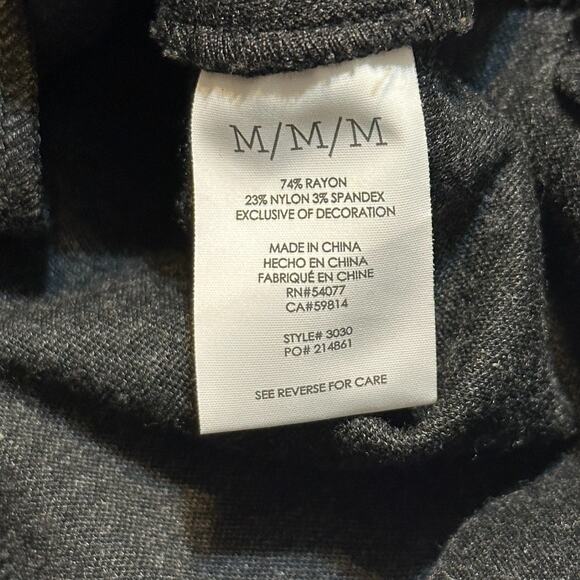 M/M/M
74% RAYON
23% NYLON 3% SPANDEX
EXCLUSIVE OF DECORATION
MADE IN CHINA
HECHO EN CHINA
FABRIQUÉ EN CHINE
RN#54077
CA#59814
STYLE# 3030
PO# 214861
SEE REVERSE FOR CARE